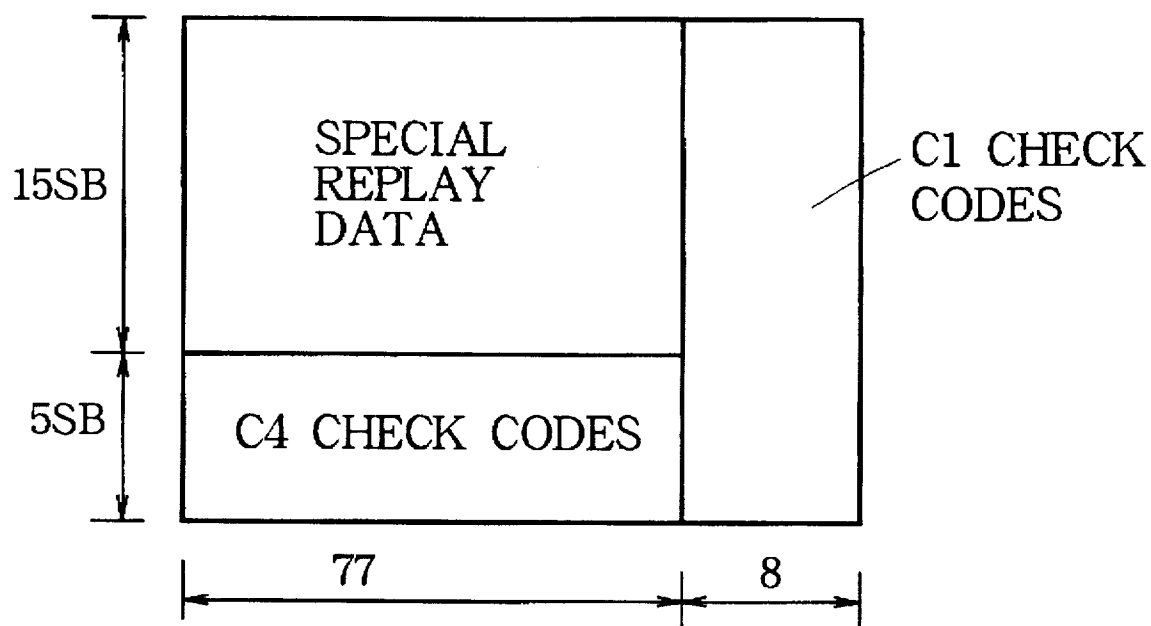 15SB
SPECIAL
REPLAY
DATA
C1 CHECK
CODES
5SB
C4 CHECK CODES
77
8